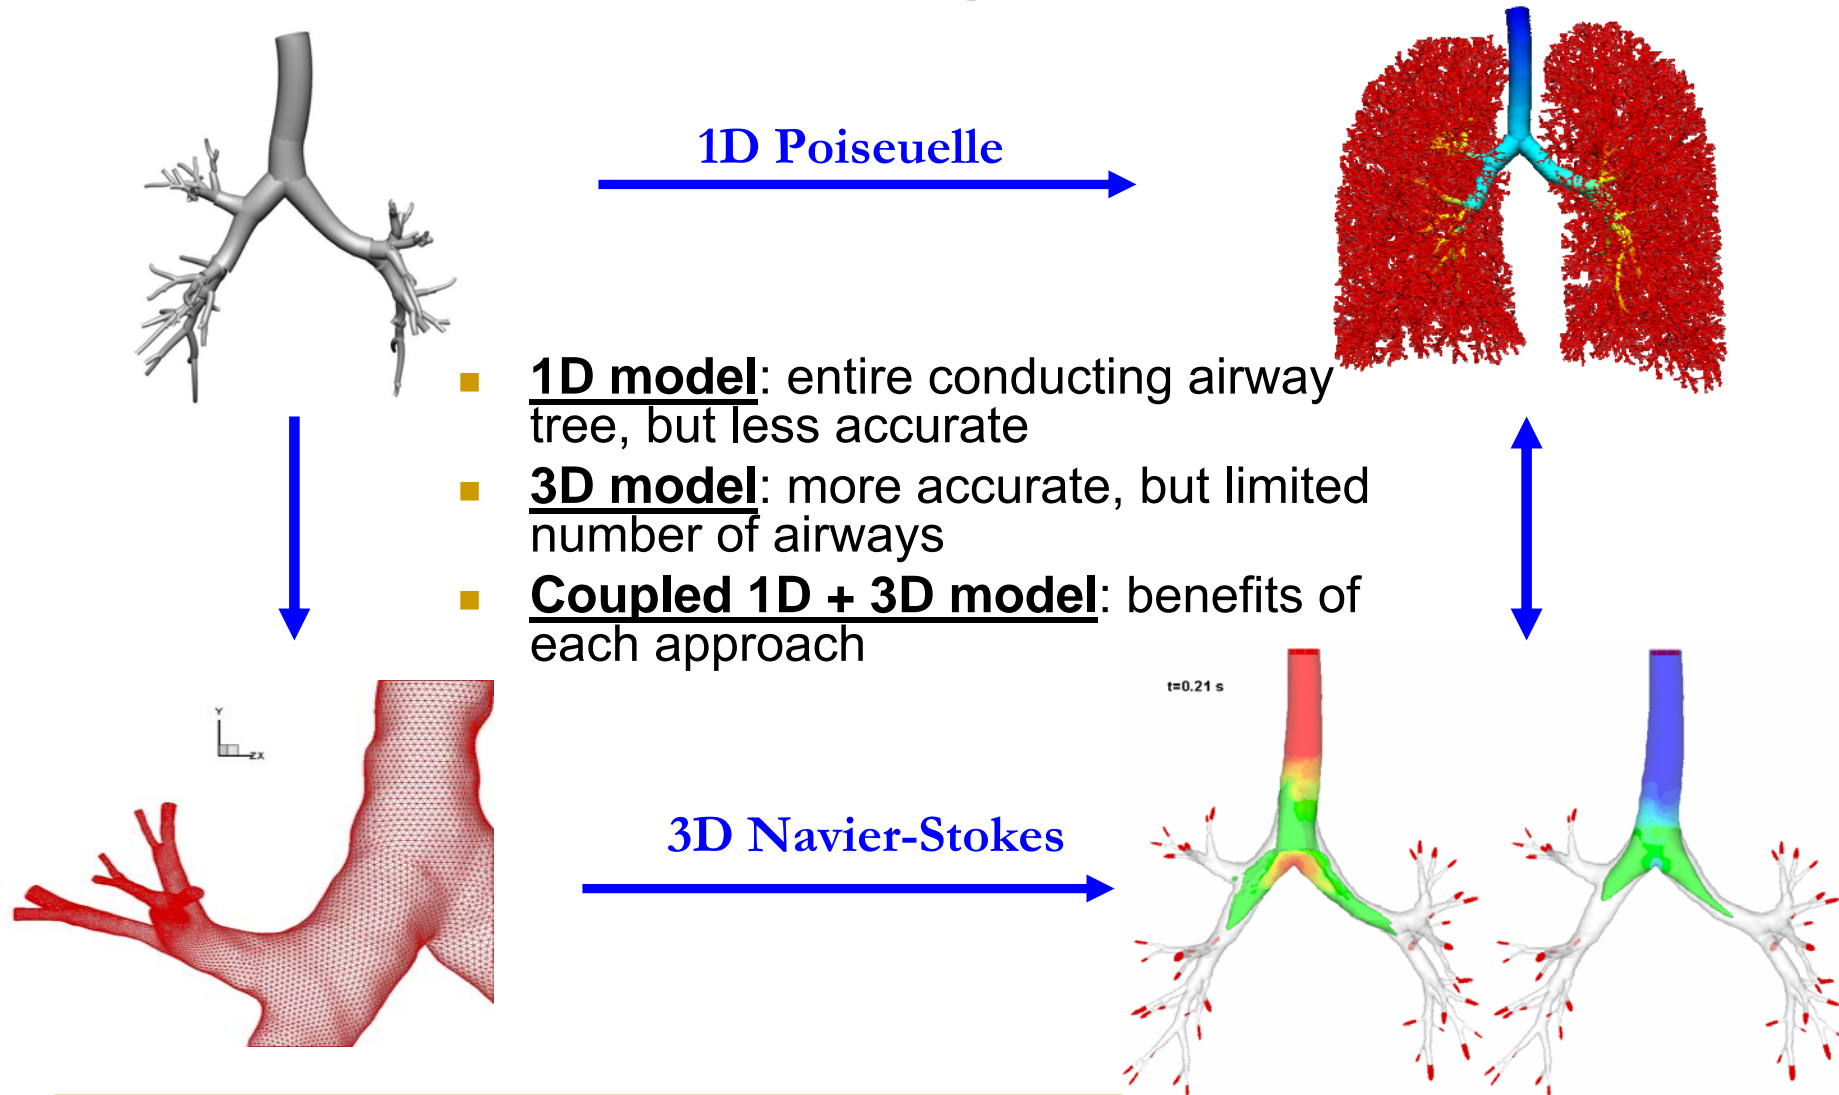 1D Poiseuelle
1D model: entire conducting airway
tree, but less accurate
3D model: more accurate, but limited
number of airways
Coupled 1D + 3D model: benefits of
each approach
t=0.21 s
Y
ZX
3D Navier-Stokes